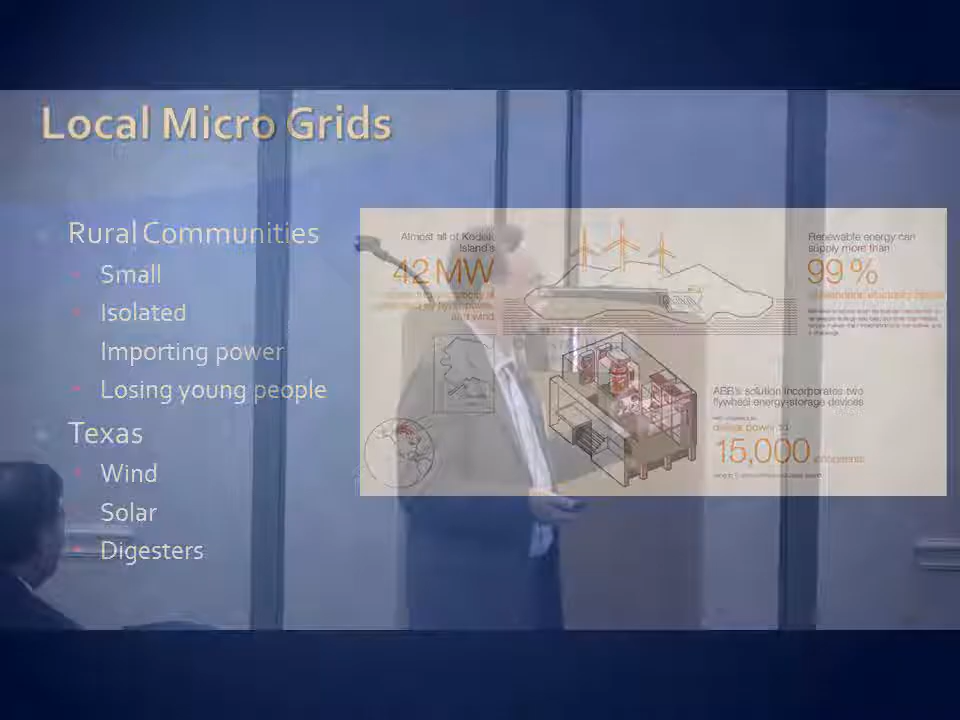 Local Micro Grids
Rural Communities
Small
Isolated
Importing power
Losing young people
Texas
Wind
Solar
Digesters
Almost all of Kodiak
Island's
42 MW
and wind
Renewable energy can
supply more than
99%
ABB's solution incorporates two
flywheel energy-storage devices
15,000